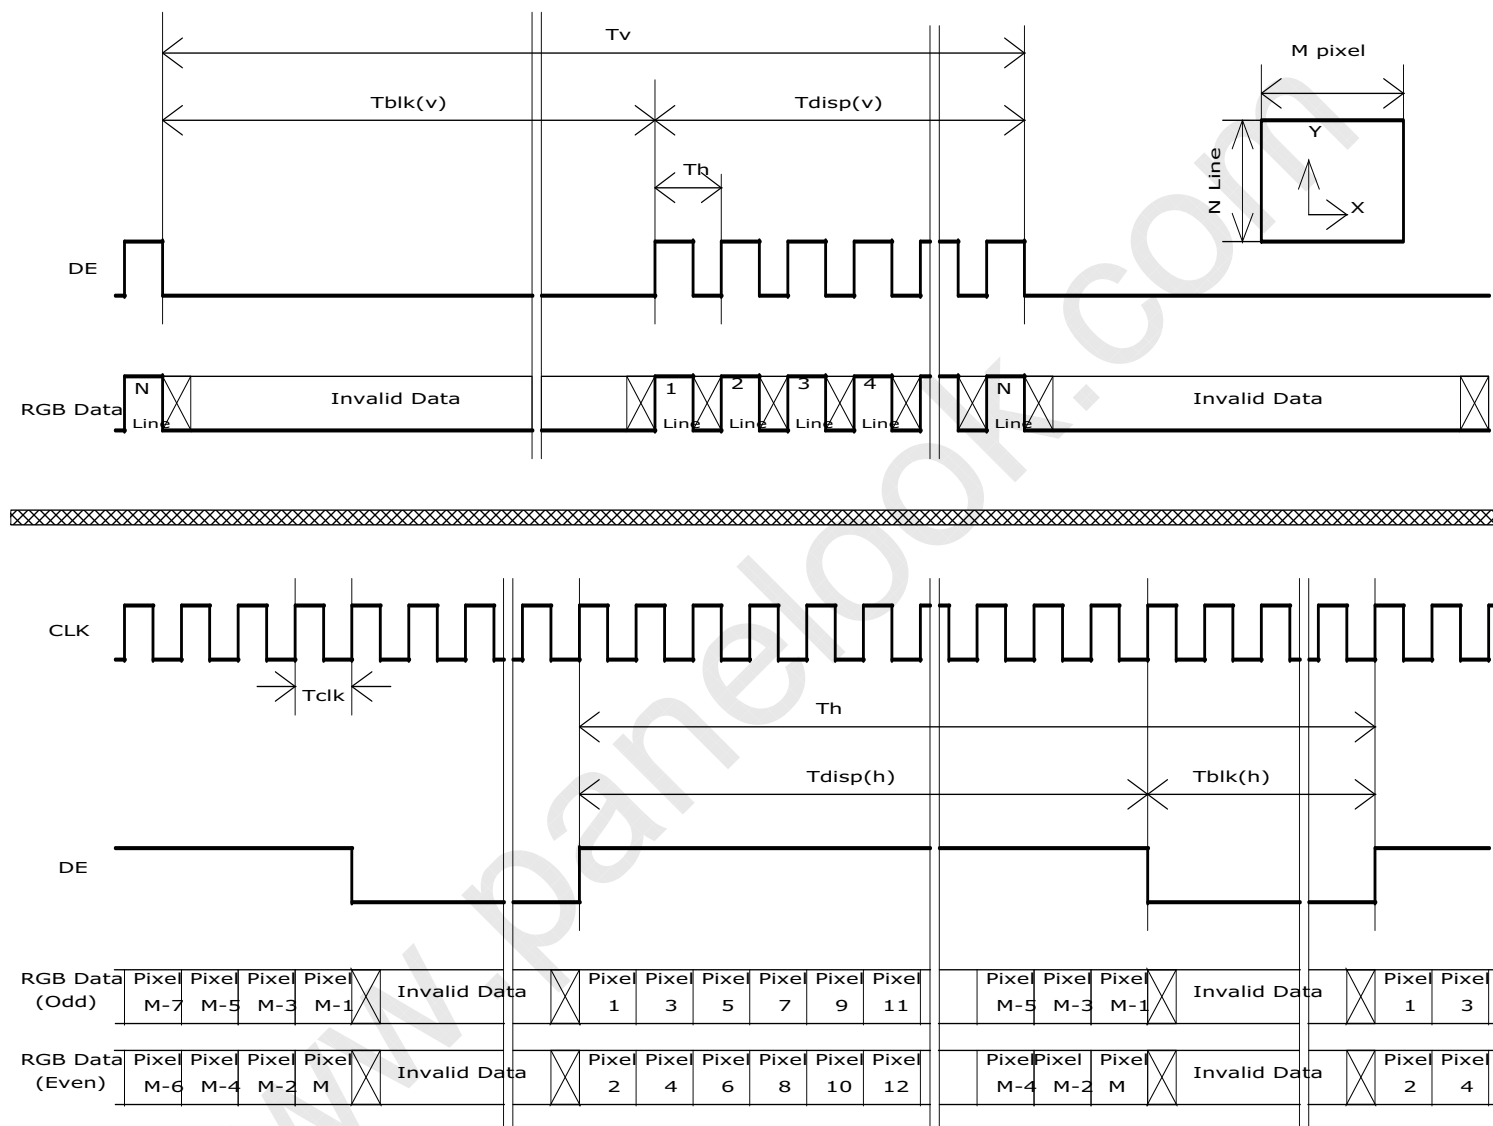 Tv
M pixel
Tblk(v)
Tdisp(v)
Th
N Line
Y
X
DE
RGB Data
N Line
Invalid Data
1 Line
2 Line
3 Line
4 Line
N Line
Invalid Data
CLK
Tclk
Th
Tdisp(h)
Tblk(h)
DE
RGB Data (Odd)
Pixel M-7
Pixel M-5
Pixel M-3
Pixel M-1
Invalid Data
Pixel 1
Pixel 3
Pixel 5
Pixel 7
Pixel 9
Pixel 11
Pixel M-5
Pixel M-3
Pixel M-1
Invalid Data
Pixel 1
Pixel 3
RGB Data (Even)
Pixel M-6
Pixel M-4
Pixel M-2
Pixel M
Invalid Data
Pixel 2
Pixel 4
Pixel 6
Pixel 8
Pixel 10
Pixel 12
Pixel M-4
Pixel M-2
Pixel M
Invalid Data
Pixel 2
Pixel 4
www.panelook.com